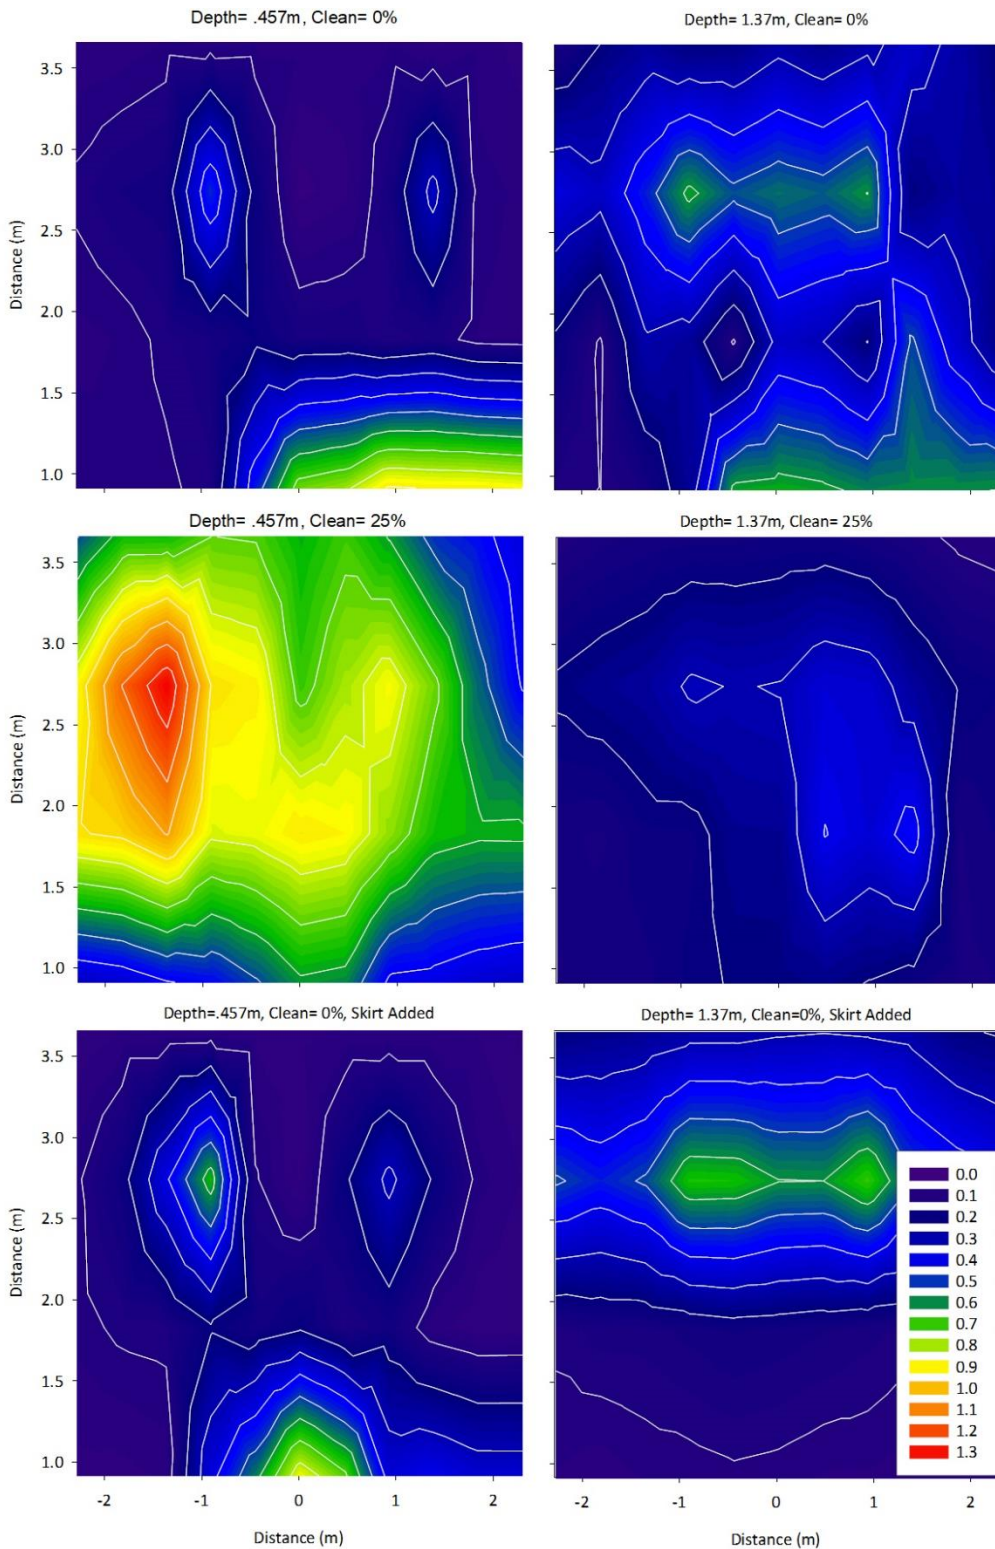 Depth= .457m, Clean= 0%
Depth= 1.37m, Clean= 0%
3.5
3.0
2.5
2.0
1.5
1.0
Distance (m)
Depth= .457m, Clean= 25%
Depth= 1.37m, Clean= 25%
3.5
3.0
2.5
2.0
1.5
1.0
Distance (m)
Depth=.457m, Clean= 0%, Skirt Added
Depth= 1.37m, Clean=0%, Skirt Added
3.5
3.0
2.5
2.0
1.5
1.0
Distance (m)
0.0
0.1
0.2
0.3
0.4
0.5
0.6
0.7
0.8
0.9
1.0
1.1
1.2
1.3
-2 -1 0 1 2
-2 -1 0 1 2
Distance (m)
Distance (m)